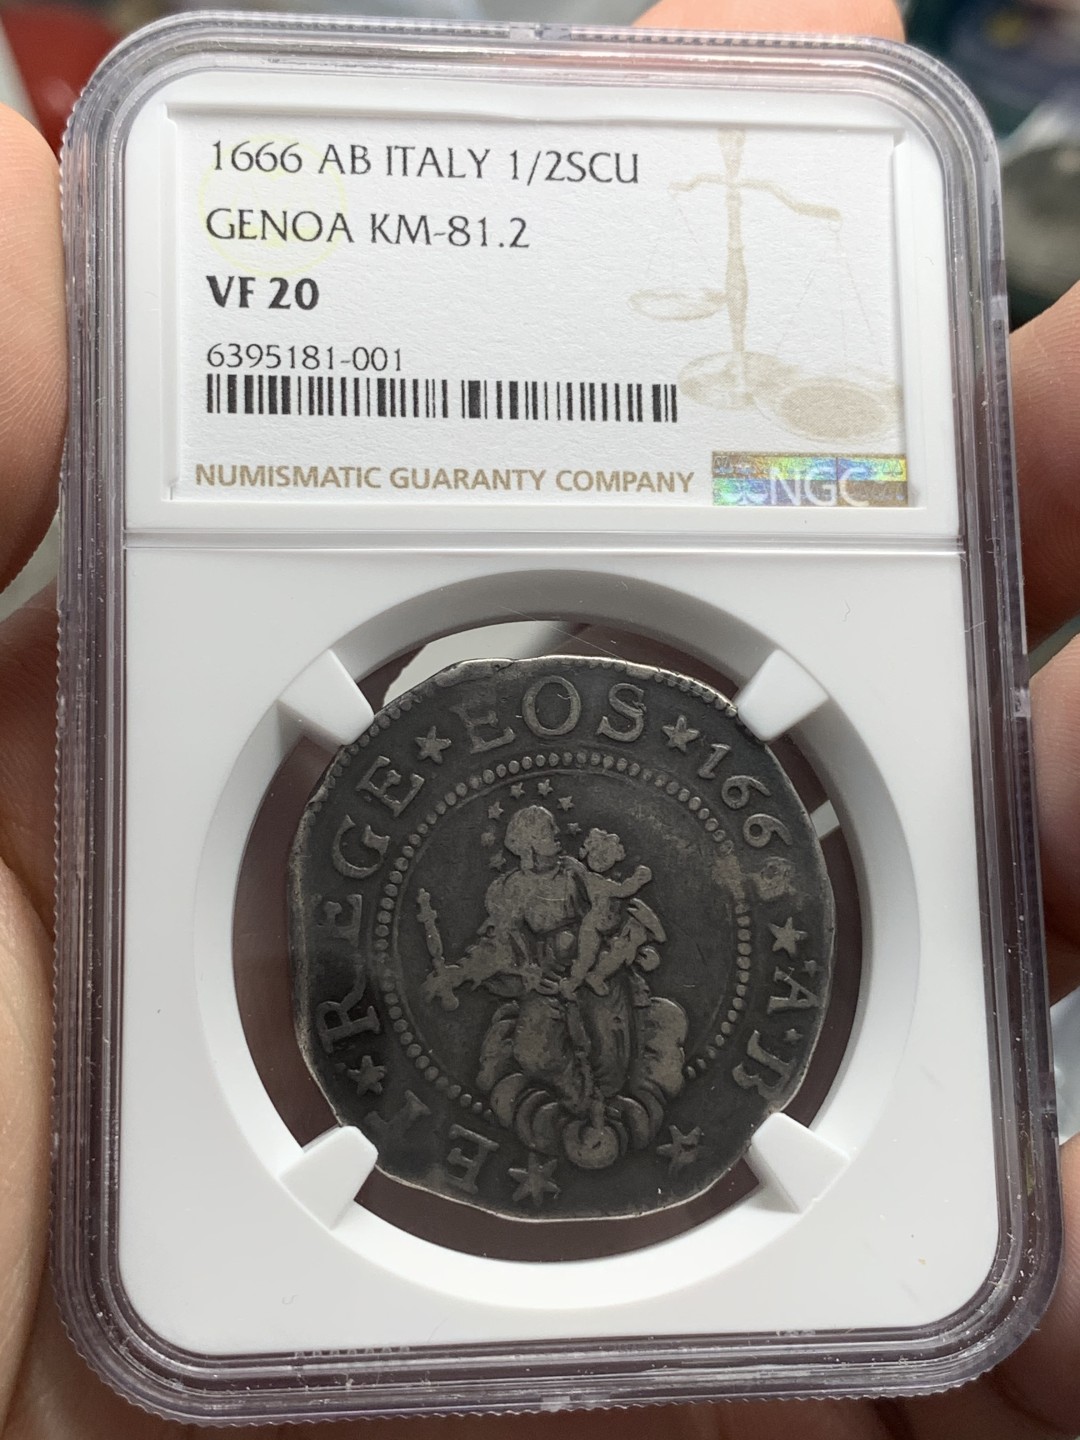 1666 AB ITALY 1/2SCU
GENOA KM-81.2
VF 20
6395181-001
NUMISMATIC GUARANTY COMPANY
NGC
ET ★ REGE ★ EOS ★ 1666 ★ A·B ★